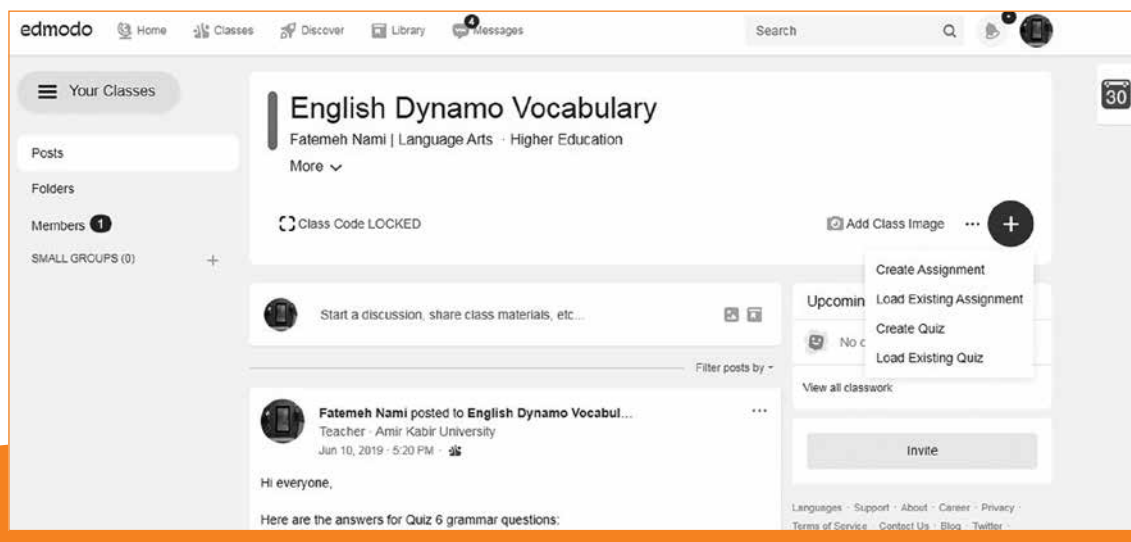 edmodo Home Classes Discover Library 4 Messages Search
30
Your Classes
Posts
Folders
Members 1
SMALL GROUPS (0) +
English Dynamo Vocabulary
Fatemeh Nami | Language Arts · Higher Education
More
Class Code LOCKED
Add Class Image ... +
Create Assignment
Load Existing Assignment
Create Quiz
Load Existing Quiz
Start a discussion, share class materials, etc...
Filter posts by
Upcomin
No
View all classwork
Invite
Fatemeh Nami posted to English Dynamo Vocabul... ...
Teacher · Amir Kabir University
Jun 10, 2019 · 5:20 PM ·
Hi everyone,
Here are the answers for Quiz 6 grammar questions:
Languages · Support · About · Career · Privacy ·
Terms of Service · Contact Us · Blog · Twitter ·